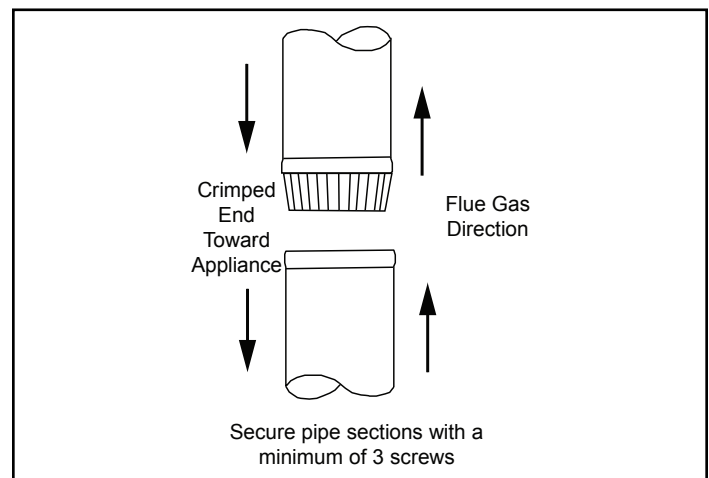 Crimped
End
Toward
Appliance
Flue Gas
Direction
Secure pipe sections with a
minimum of 3 screws